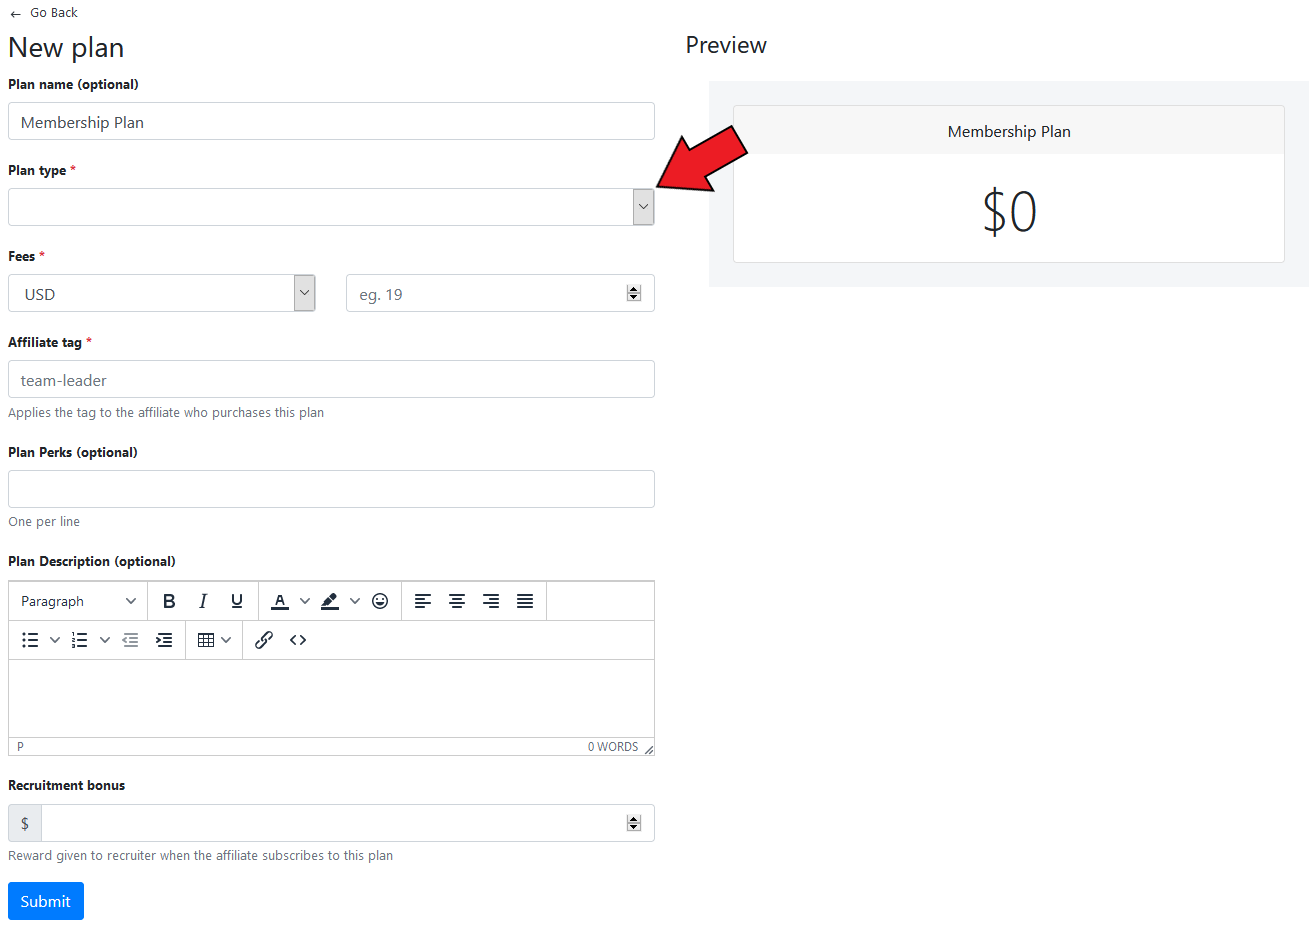 ← Go Back
New plan
Plan name (optional)
Membership Plan
Plan type *
Fees *
USD
eg. 19
Affiliate tag *
team-leader
Applies the tag to the affiliate who purchases this plan
Plan Perks (optional)
One per line
Plan Description (optional)
Paragraph B I U A
P 0 WORDS
Recruitment bonus
$
Reward given to recruiter when the affiliate subscribes to this plan
Submit
Preview
Membership Plan
$0